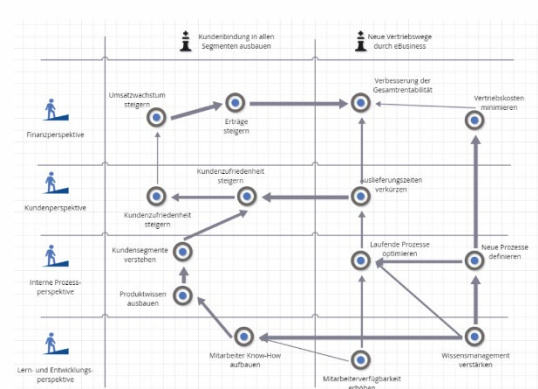 Kundenbindung in allen
Segmenten ausbauen
Neue Vertriebswege
durch eBusiness
Umsatzwachstum
steigern
Erträge
steigern
Verbesserung der
Gesamtrentabilität
Vertriebskosten
minimieren
Finanzperspektive
Kundenzufriedenheit
steigern
Kundenzufriedenheit
steigern
Auslieferungszeiten
verkürzen
Kundenperspektive
Kundensegmente
verstehen
Laufende Prozesse
optimieren
Neue Prozesse
definieren
Interne Prozess-
perspektive
Produktwissen
ausbauen
Mitarbeiter Know-How
aufbauen
Wissensmanagement
verstärken
Lern- und Entwicklungs-
perspektive
Mitarbeiterverfügbarkeit
erhöhen